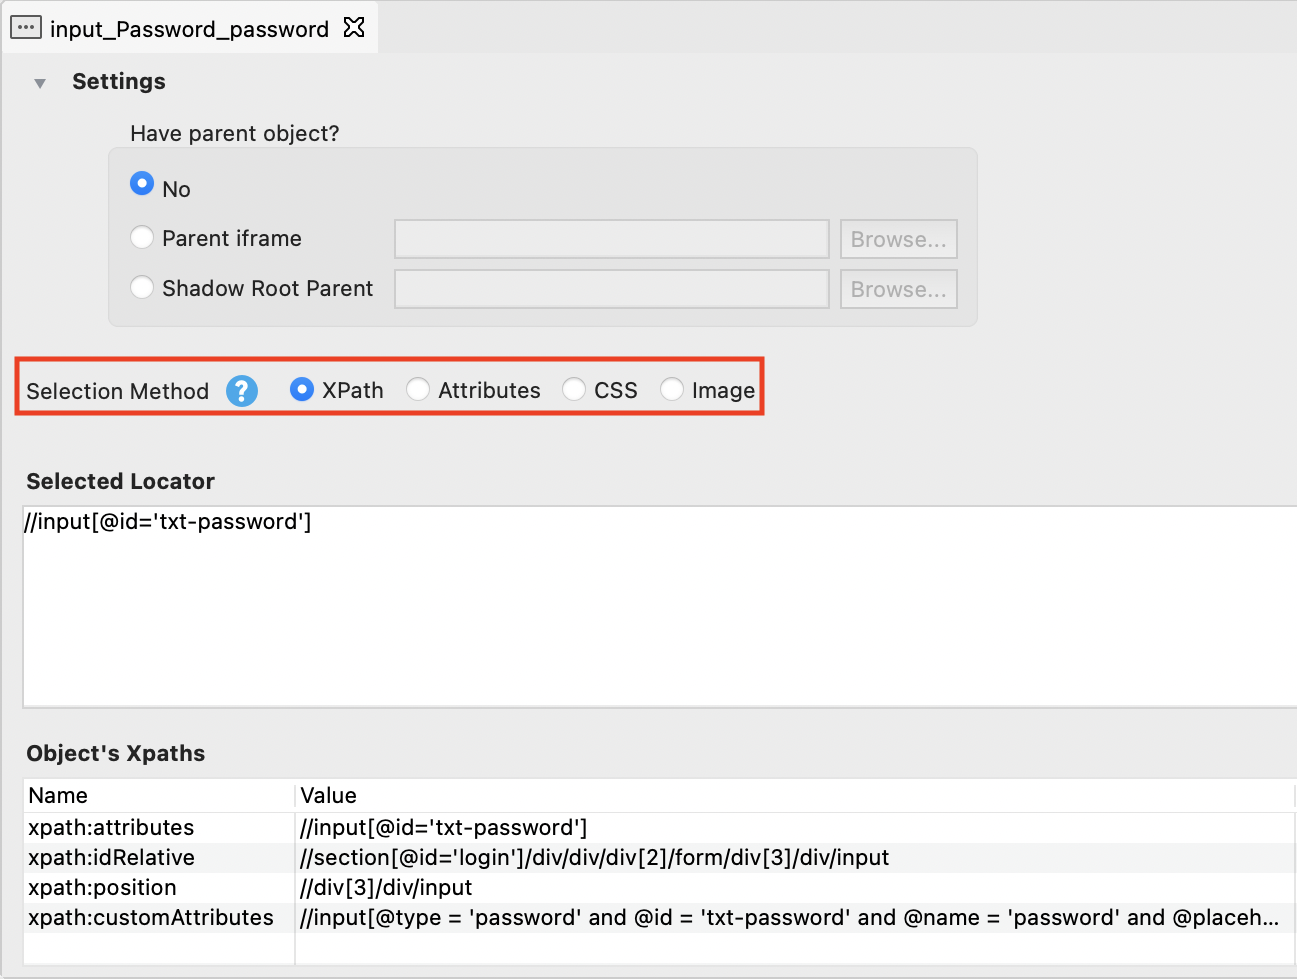 input_Password_password
Settings
Have parent object?
No
Parent iframe Browse...
Shadow Root Parent Browse...
Selection Method ? XPath Attributes CSS Image
Selected Locator
//input[@id='txt-password']
Object's Xpaths
Name Value
xpath:attributes //input[@id='txt-password']
xpath:idRelative //section[@id='login']/div/div/div[2]/form/div[3]/div/input
xpath:position //div[3]/div/input
xpath:customAttributes //input[@type = 'password' and @id = 'txt-password' and @name = 'password' and @placeh...